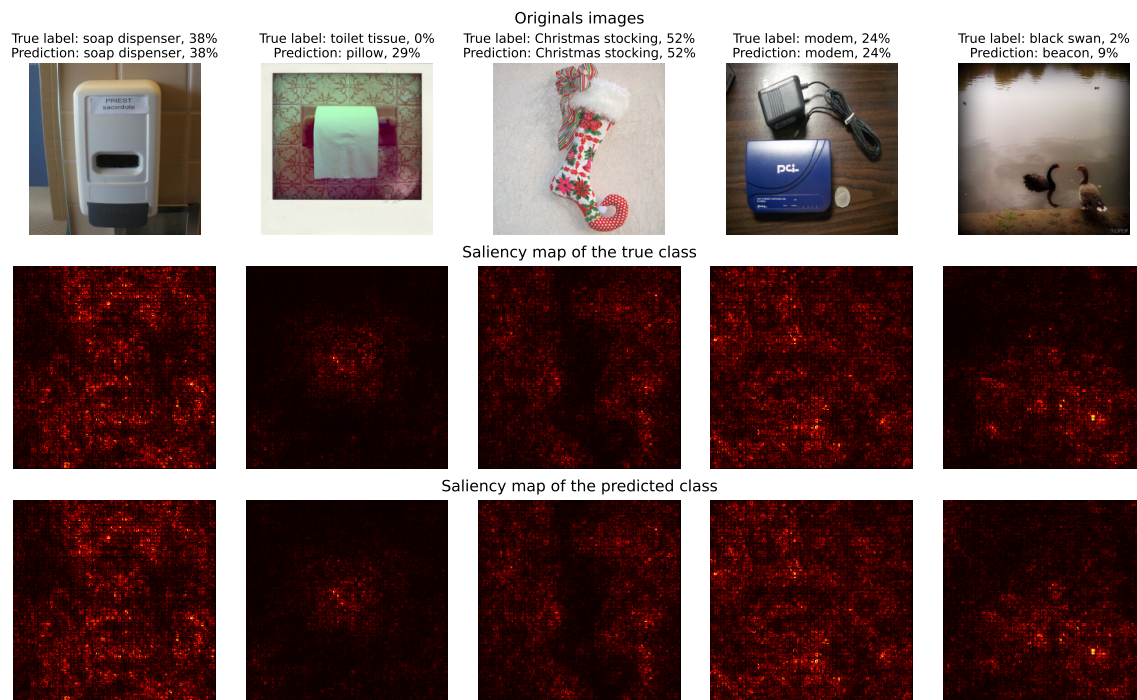 Originals images
True label: soap dispenser, 38%
Prediction: soap dispenser, 38%
True label: toilet tissue, 0%
Prediction: pillow, 29%
True label: Christmas stocking, 52%
Prediction: Christmas stocking, 52%
True label: modem, 24%
Prediction: modem, 24%
True label: black swan, 2%
Prediction: beacon, 9%
PRIEST
sacerdote
pci
Saliency map of the true class
Saliency map of the predicted class